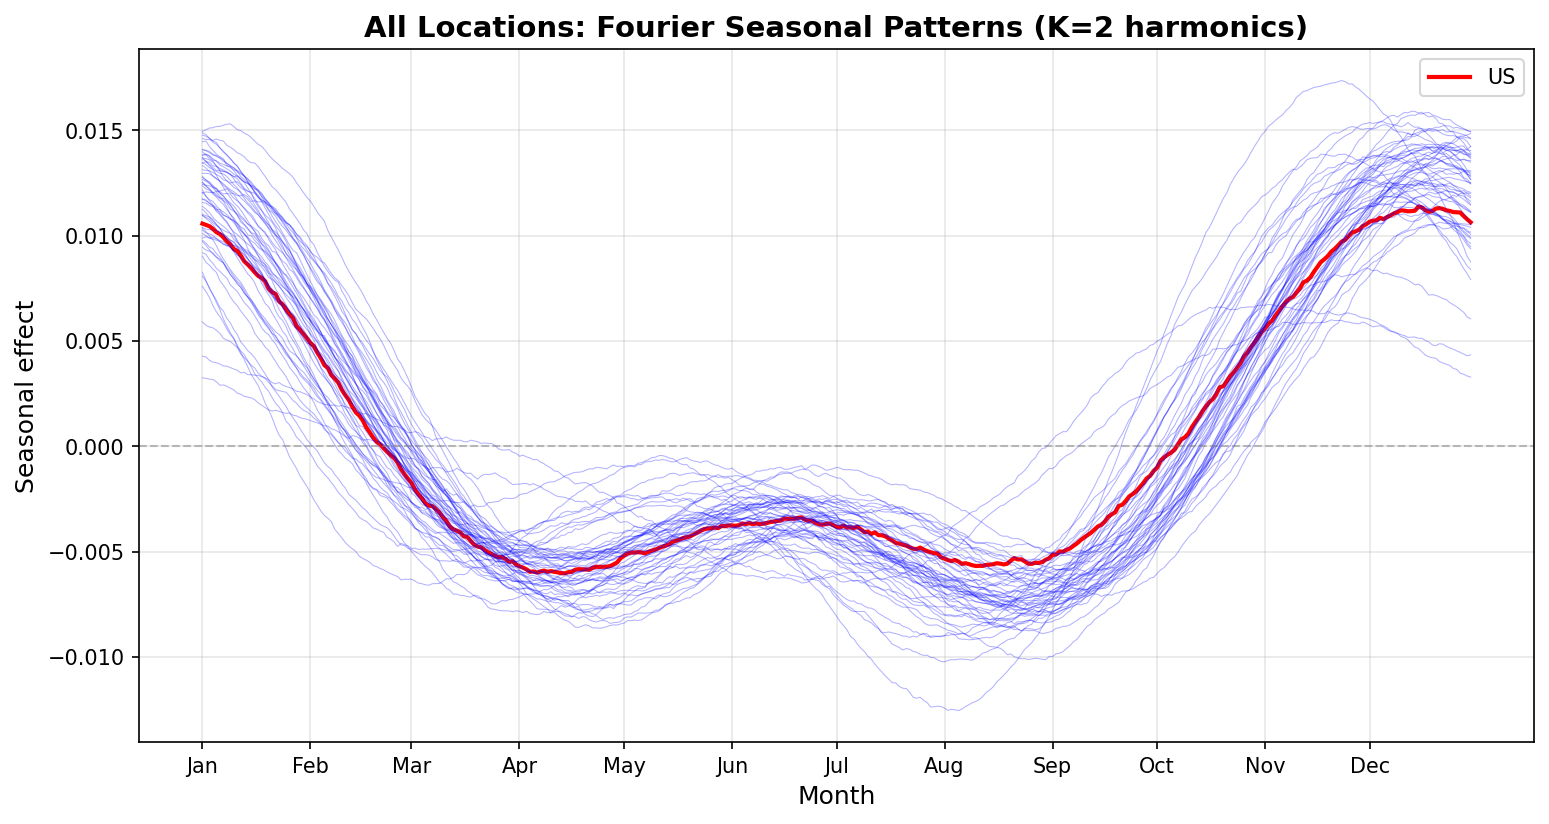 All Locations: Fourier Seasonal Patterns (K=2 harmonics)
US
0.015
0.010
0.005
0.000
−0.005
−0.010
Seasonal effect
Jan Feb Mar Apr May Jun Jul Aug Sep Oct Nov Dec
Month